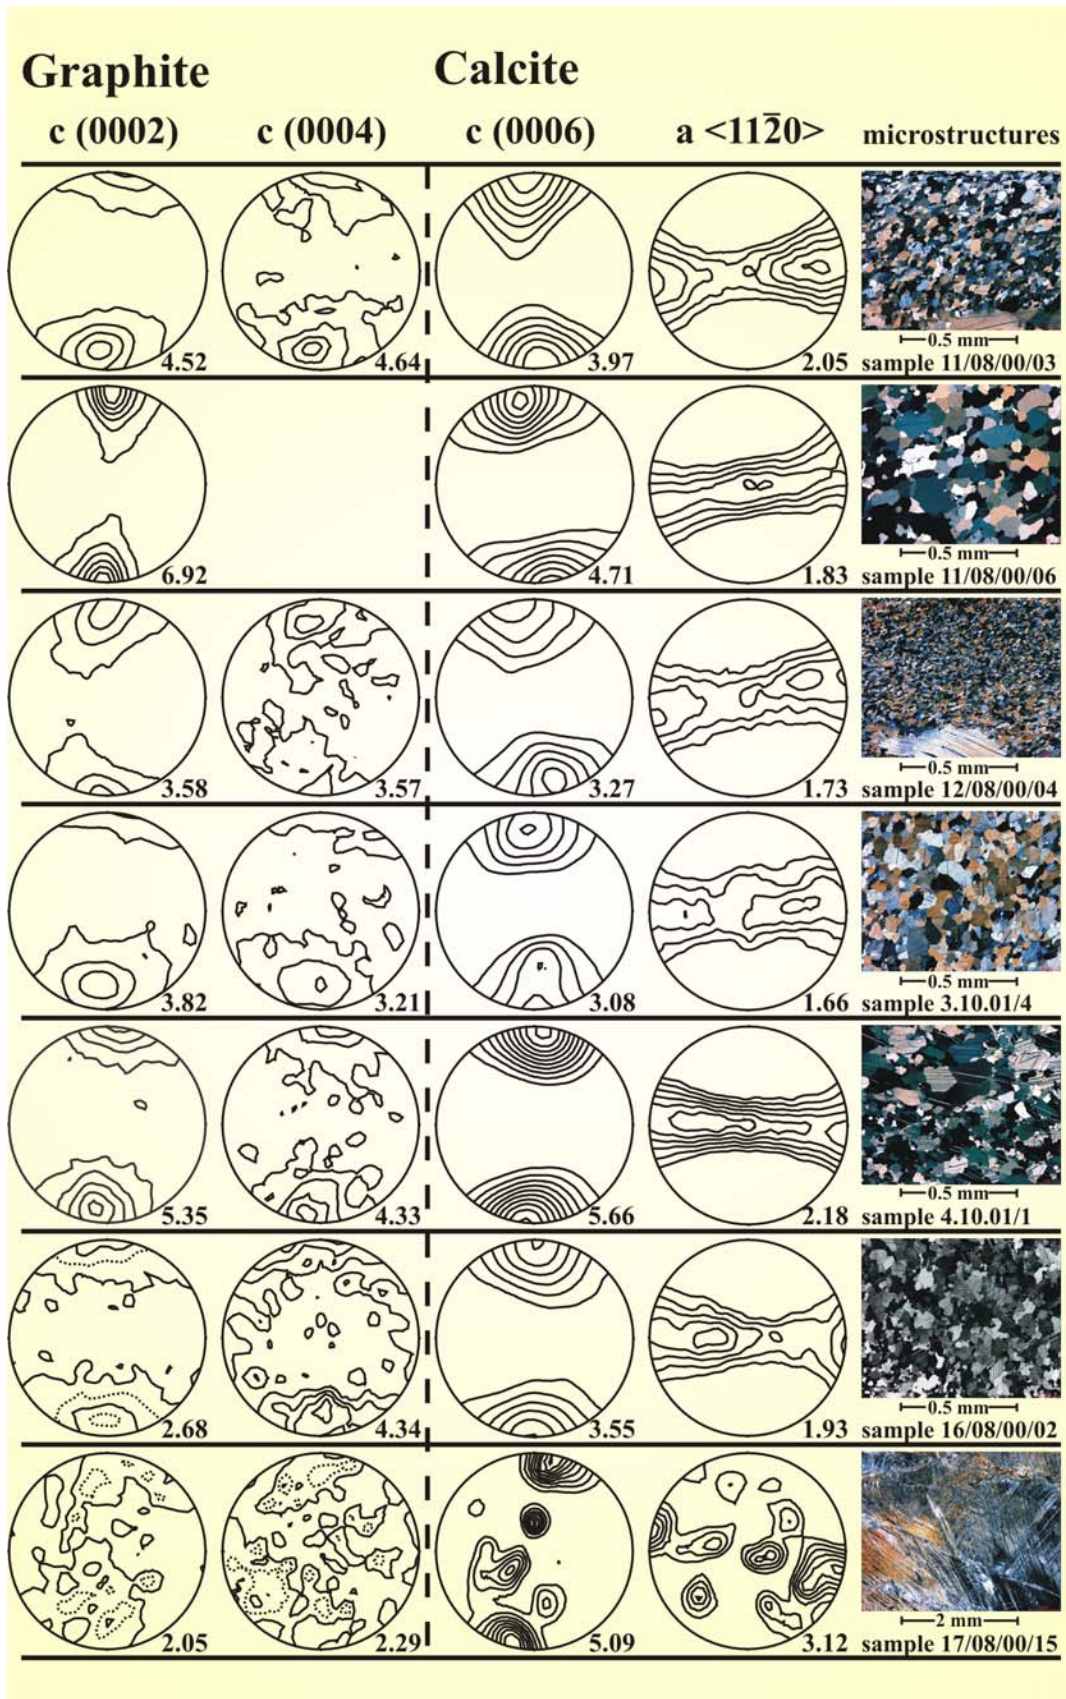 Graphite Calcite
c (0002) c (0004) c (0006) a <112̄0> microstructures
0.5 mm
4.52 4.64 3.97 2.05 sample 11/08/00/03
0.5 mm
6.92 4.71 1.83 sample 11/08/00/06
0.5 mm
3.58 3.57 3.27 1.73 sample 12/08/00/04
0.5 mm
3.82 3.21 3.08 1.66 sample 3.10.01/4
0.5 mm
5.35 4.33 5.66 2.18 sample 4.10.01/1
0.5 mm
2.68 4.34 3.55 1.93 sample 16/08/00/02
2 mm
2.05 2.29 5.09 3.12 sample 17/08/00/15